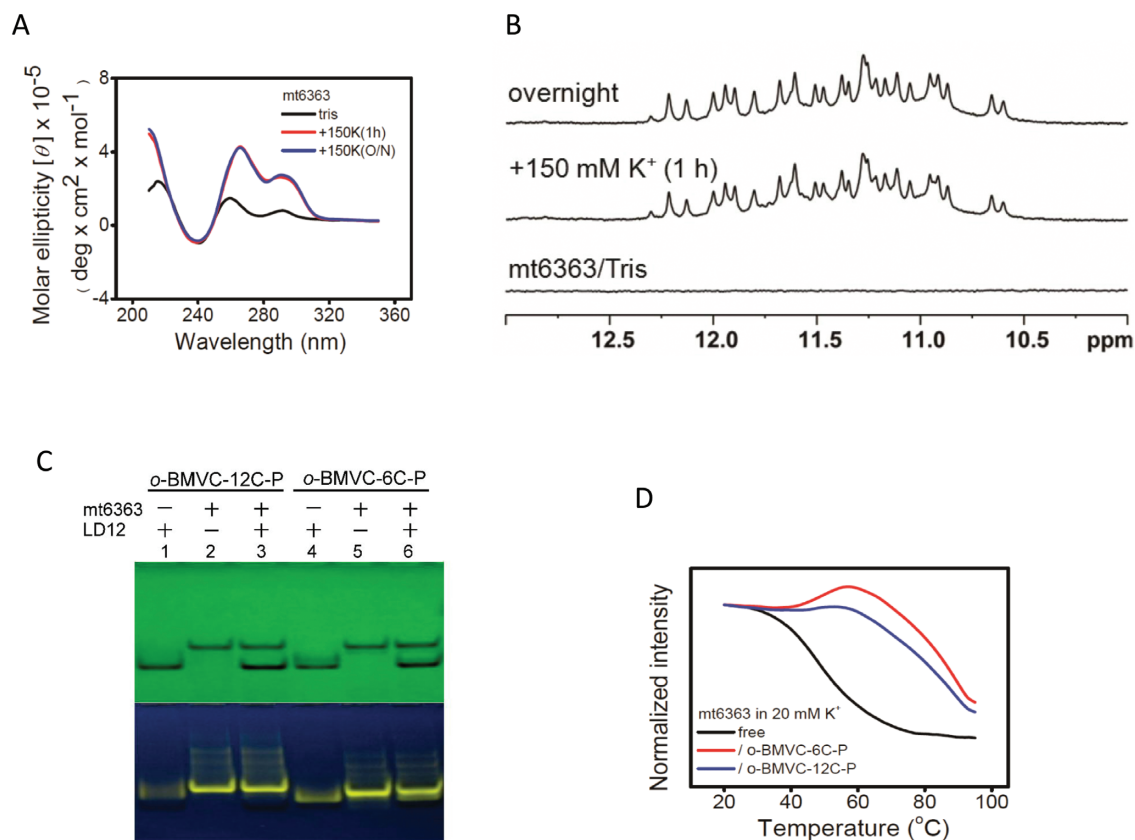 A
Molar ellipticity [θ] x 10-5
( deg x cm2 x mol-1)
8
4
0
-4
mt6363
tris
+150K(1h)
+150K(O/N)
200 240 280 320 360
Wavelength (nm)
B
overnight
+150 mM K+ (1 h)
mt6363/Tris
12.5 12.0 11.5 11.0 10.5 ppm
C
o-BMVC-12C-P o-BMVC-6C-P
mt6363 − + + − + +
LD12 + − + + − +
1 2 3 4 5 6
D
Normalized intensity
mt6363 in 20 mM K+
free
/ o-BMVC-6C-P
/ o-BMVC-12C-P
20 40 60 80 100
Temperature (°C)